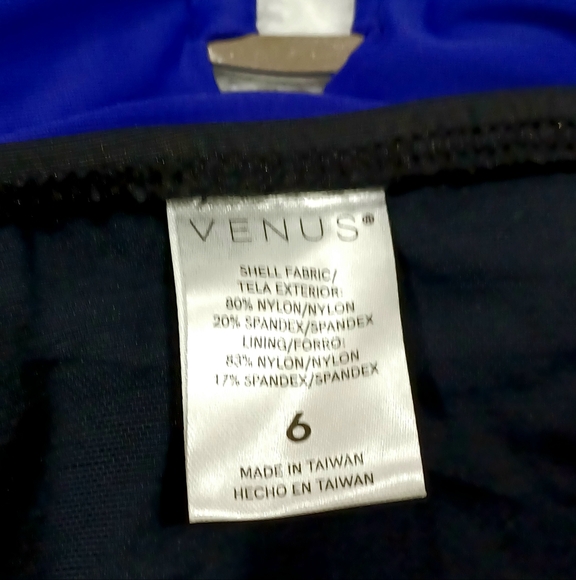 VENUS®
SHELL FABRIC/
TELA EXTERIOR:
80% NYLON/NYLON
20% SPANDEX/SPANDEX
LINING/FORRO:
83% NYLON/NYLON
17% SPANDEX/SPANDEX
6
MADE IN TAIWAN
HECHO EN TAIWAN